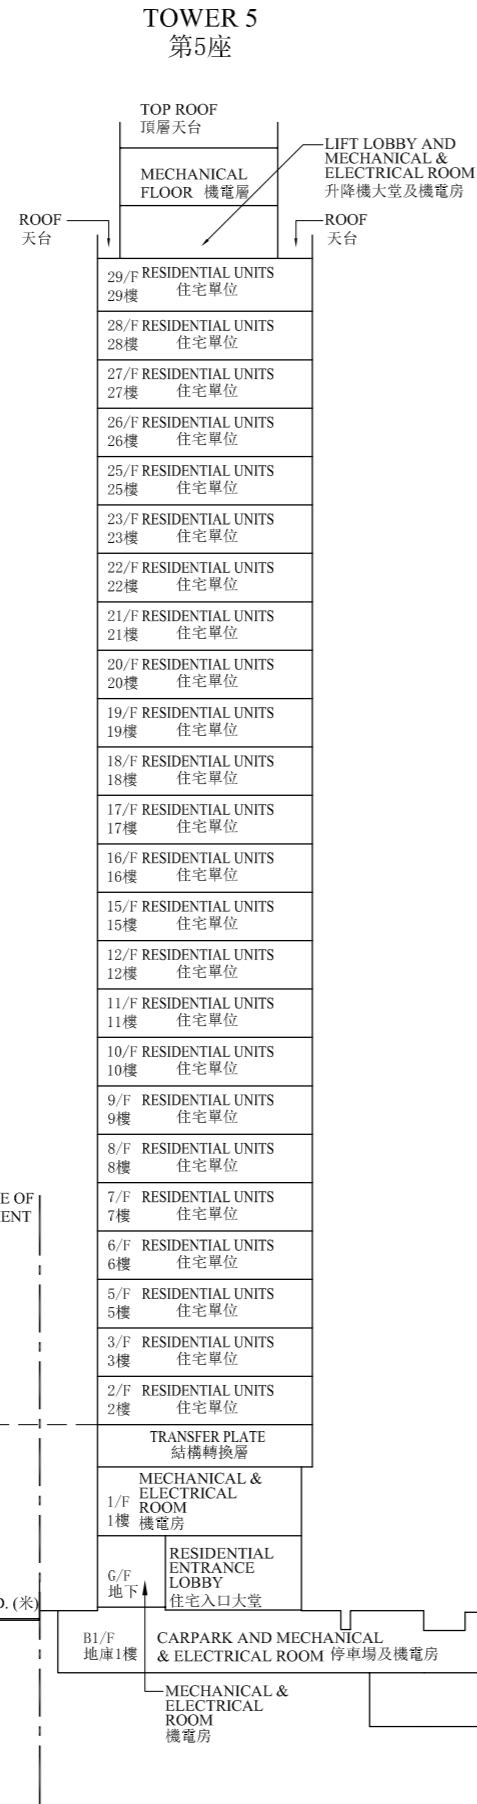 TOWER 5
第5座
TOP ROOF
頂層天台
LIFT LOBBY AND
MECHANICAL &
ELECTRICAL ROOM
升降機大堂及機電房
MECHANICAL
FLOOR 機電層
ROOF
天台
ROOF
天台
29/F RESIDENTIAL UNITS
29樓 住宅單位
28/F RESIDENTIAL UNITS
28樓 住宅單位
27/F RESIDENTIAL UNITS
27樓 住宅單位
26/F RESIDENTIAL UNITS
26樓 住宅單位
25/F RESIDENTIAL UNITS
25樓 住宅單位
23/F RESIDENTIAL UNITS
23樓 住宅單位
22/F RESIDENTIAL UNITS
22樓 住宅單位
21/F RESIDENTIAL UNITS
21樓 住宅單位
20/F RESIDENTIAL UNITS
20樓 住宅單位
19/F RESIDENTIAL UNITS
19樓 住宅單位
18/F RESIDENTIAL UNITS
18樓 住宅單位
17/F RESIDENTIAL UNITS
17樓 住宅單位
16/F RESIDENTIAL UNITS
16樓 住宅單位
15/F RESIDENTIAL UNITS
15樓 住宅單位
12/F RESIDENTIAL UNITS
12樓 住宅單位
11/F RESIDENTIAL UNITS
11樓 住宅單位
10/F RESIDENTIAL UNITS
10樓 住宅單位
9/F RESIDENTIAL UNITS
9樓 住宅單位
8/F RESIDENTIAL UNITS
8樓 住宅單位
7/F RESIDENTIAL UNITS
7樓 住宅單位
E OF
MENT
6/F RESIDENTIAL UNITS
6樓 住宅單位
5/F RESIDENTIAL UNITS
5樓 住宅單位
3/F RESIDENTIAL UNITS
3樓 住宅單位
2/F RESIDENTIAL UNITS
2樓 住宅單位
TRANSFER PLATE
結構轉換層
1/F
1樓
MECHANICAL &
ELECTRICAL
ROOM
機電房
G/F
地下
RESIDENTIAL
ENTRANCE
LOBBY
住宅入口大堂
D. (米)
B1/F CARPARK AND MECHANICAL
地庫1樓 & ELECTRICAL ROOM 停車場及機電房
MECHANICAL &
ELECTRICAL
ROOM
機電房